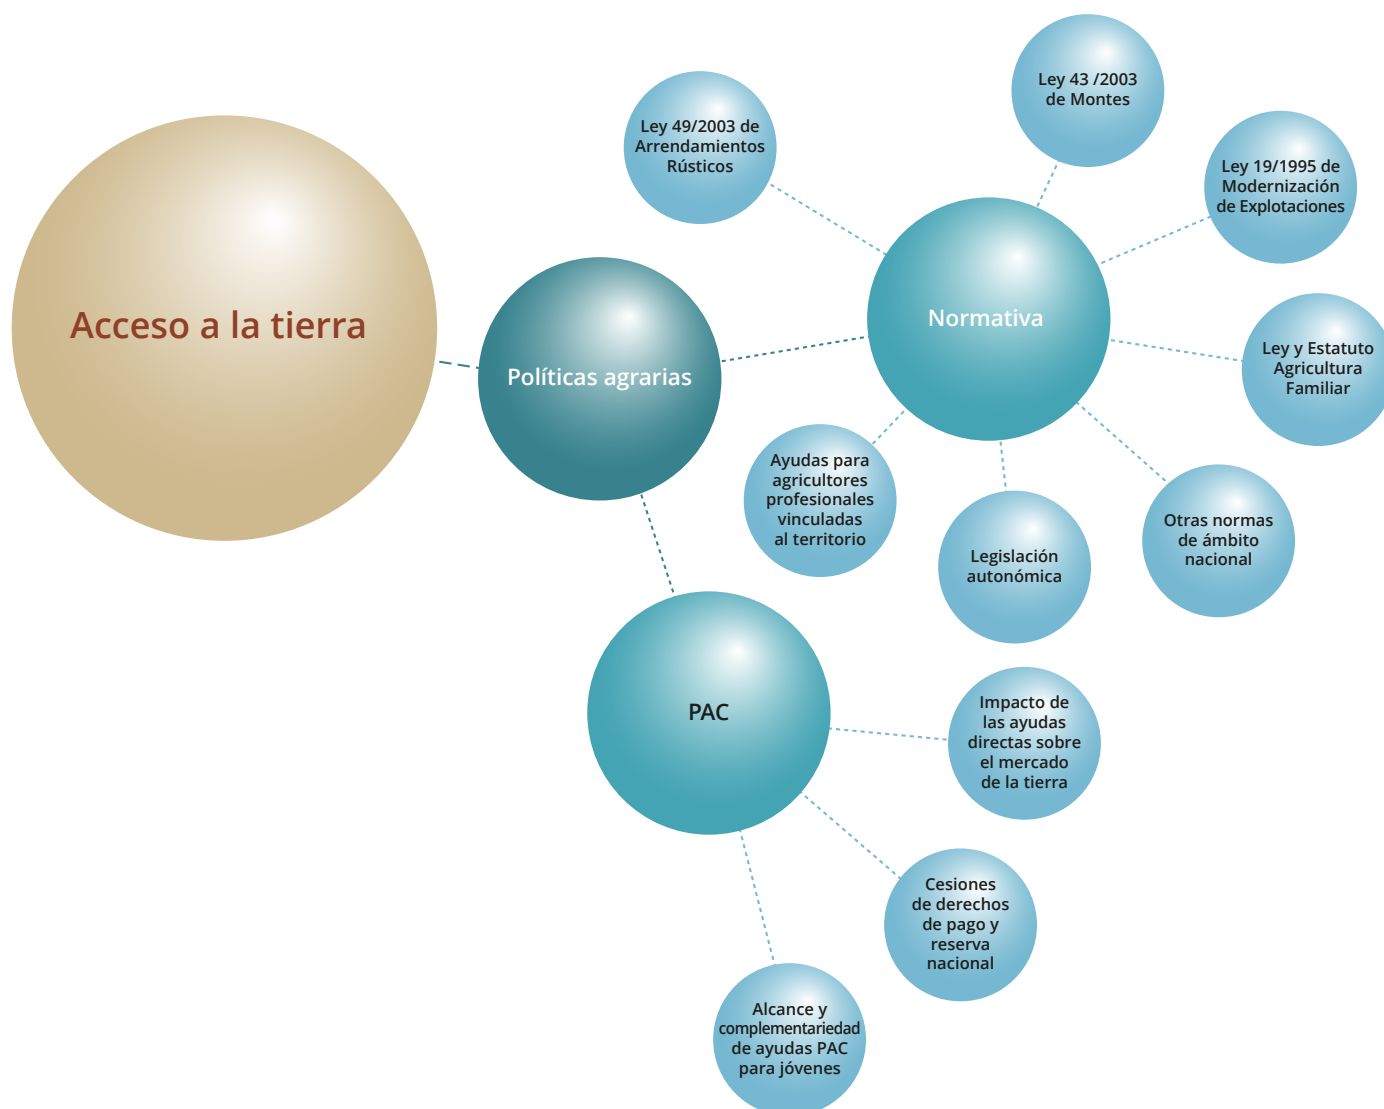 Acceso a la tierra
Políticas agrarias
Normativa
Ley 49/2003 de
Arrendamientos
Rústicos
Ley 43 /2003
de Montes
Ley 19/1995 de
Modernización
de Explotaciones
Ley y Estatuto
Agricultura
Familiar
Otras normas
de ámbito
nacional
Legislación
autonómica
Ayudas para
agricultores
profesionales
vinculadas
al territorio
PAC
Impacto de
las ayudas
directas sobre
el mercado
de la tierra
Cesiones
de derechos
de pago y
reserva
nacional
Alcance y
complementariedad
de ayudas PAC
para jóvenes